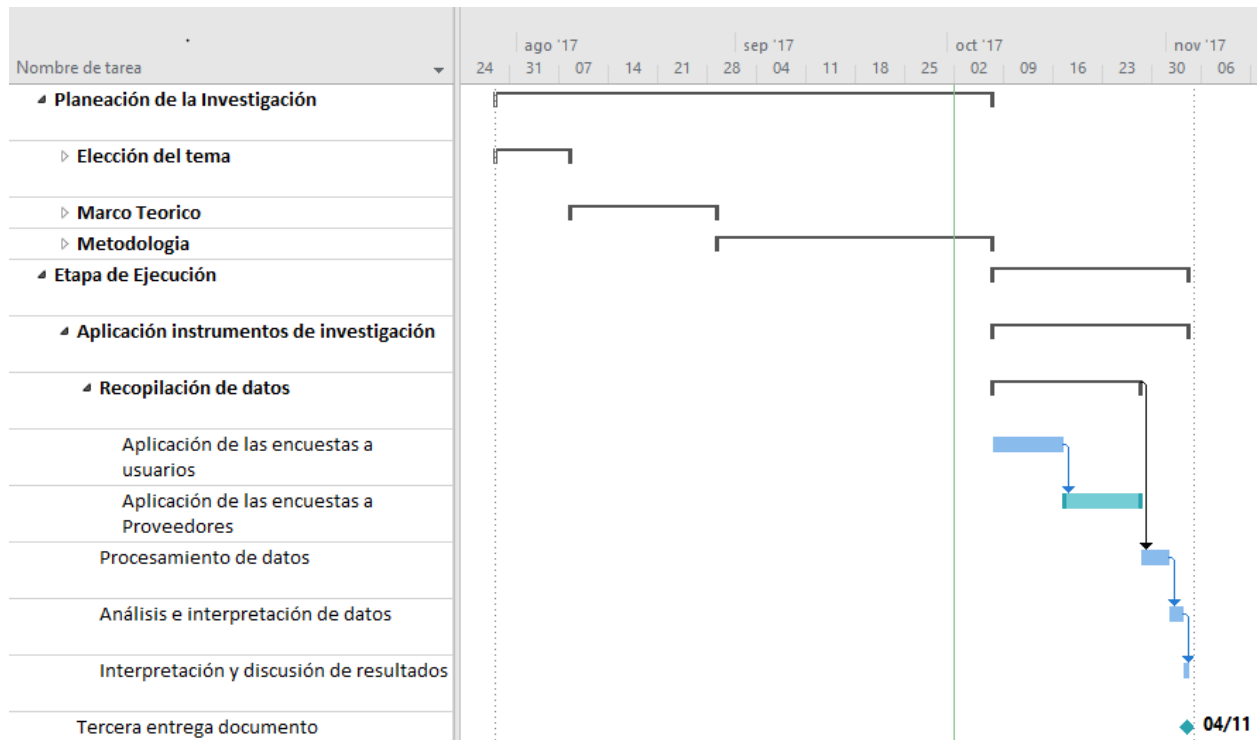 ago '17 sep '17 oct '17 nov '17
Nombre de tarea 24 31 07 14 21 28 04 11 18 25 02 09 16 23 30 06
Planeación de la Investigación
Elección del tema
Marco Teorico
Metodologia
Etapa de Ejecución
Aplicación instrumentos de investigación
Recopilación de datos
Aplicación de las encuestas a
usuarios
Aplicación de las encuestas a
Proveedores
Procesamiento de datos
Análisis e interpretación de datos
Interpretación y discusión de resultados
Tercera entrega documento 04/11